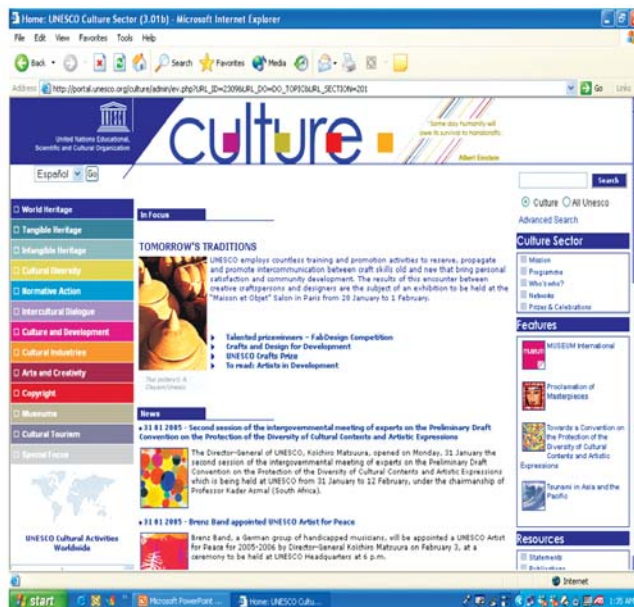 Home: UNESCO Culture Sector (3.01b) - Microsoft Internet Explorer
File Edit View Favorites Tools Help
Back Search Favorites Media
Address http://portal.unesco.org/culture/admin/ev.php?URL_ID=2309&URL_DO=DO_TOPIC&URL_SECTION=201 Go Links
United Nations Educational,
Scientific and Cultural Organization
culture
"Some day humanity will
owe its survival to handicrafts
Albert Einstein
Español Go
Search
Culture All Unesco
Advanced Search
World Heritage
Tangible Heritage
Intangible Heritage
Cultural Diversity
Normative Action
Intercultural Dialogue
Culture and Development
Cultural Industries
Arts and Creativity
Copyright
Museums
Cultural Tourism
Special Focus
UNESCO Cultural Activities
Worldwide
In Focus
TOMORROW'S TRADITIONS
UNESCO employs countless training and promotion activities to reserve, propagate
and promote intercommunication between craft skills old and new that bring personal
satisfaction and community development. The results of this encounter between
creative craftspersons and designers are the subject of an exhibition to be held at the
"Maison et Objet" Salon in Paris from 28 January to 1 February.
Talented prizewinners - FabDesign Competition
Crafts and Design for Development
UNESCO Crafts Prize
To read: Artists in Development
News
31 01 2005 - Second session of the intergovernmental meeting of experts on the Preliminary Draft
Convention on the Protection of the Diversity of Cultural Contents and Artistic Expressions
The Director-General of UNESCO, Koïchiro Matsuura, opened on Monday, 31 January the
second session of the intergovernmental meeting of experts on the Preliminary Draft
Convention on the Protection of the Diversity of Cultural Contents and Artistic Expressions
which is being held at UNESCO from 31 January to 12 February, under the chairmanship of
Professor Kader Asmal (South Africa).
31 01 2005 - Brenz Band appointed UNESCO Artist for Peace
Brenz Band, a German group of handicapped musicians, will be appointed a UNESCO Artist
for Peace for 2005-2006 by Director-General Koïchiro Matsuura on February 3, at a
ceremony to be held at UNESCO Headquarters at 6 p.m.
Culture Sector
Mission
Programme
Who's who?
Networks
Prizes & Celebrations
Features
MUSEUM International
Proclamation of
Masterpieces
Towards a Convention on
the Protection of the
Diversity of Cultural
Contents and Artistic
Expressions
Tsunami in Asia and the
Pacific
Resources
Statements
Publications
Internet
start Microsoft PowerPoint ... Home: UNESCO Cultu... 1:35 AM